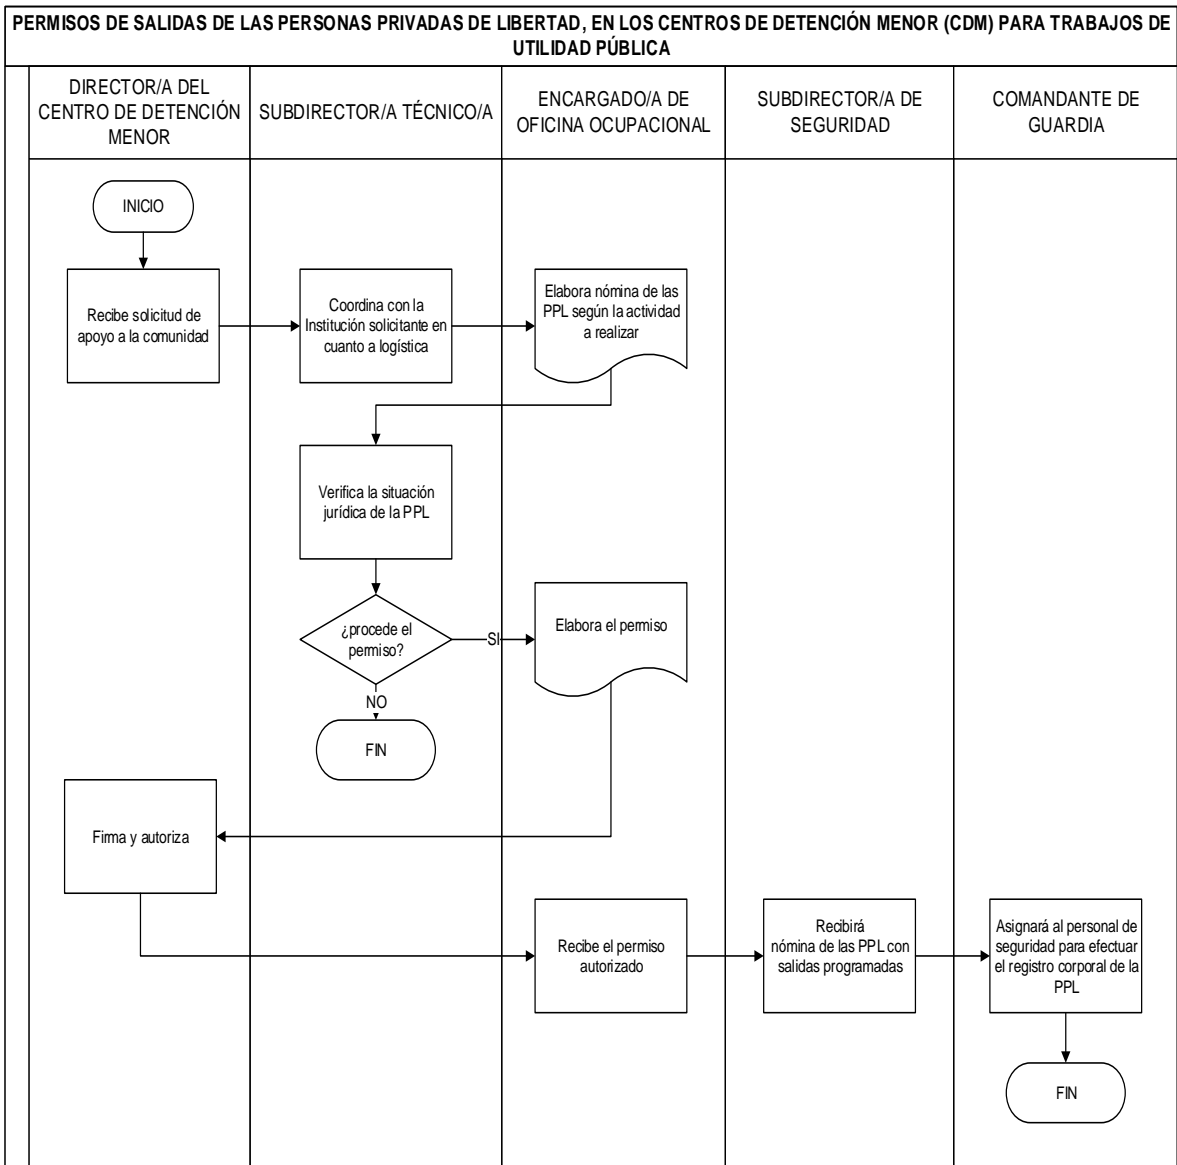 PERMISOS DE SALIDAS DE LAS PERSONAS PRIVADAS DE LIBERTAD, EN LOS CENTROS DE DETENCIÓN MENOR (CDM) PARA TRABAJOS DE
UTILIDAD PÚBLICA
DIRECTOR/A DEL
CENTRO DE DETENCIÓN
MENOR
SUBDIRECTOR/A TÉCNICO/A
ENCARGADO/A DE
OFICINA OCUPACIONAL
SUBDIRECTOR/A DE
SEGURIDAD
COMANDANTE DE
GUARDIA
INICIO
Recibe solicitud de
apoyo a la comunidad
Coordina con la
Institución solicitante en
cuanto a logística
Elabora nómina de las
PPL según la actividad
a realizar
Verifica la situación
jurídica de la PPL
¿procede el
permiso?
SI
Elabora el permiso
NO
FIN
Firma y autoriza
Recibe el permiso
autorizado
Recibirá
nómina de las PPL con
salidas programadas
Asignará al personal de
seguridad para efectuar
el registro corporal de la
PPL
FIN